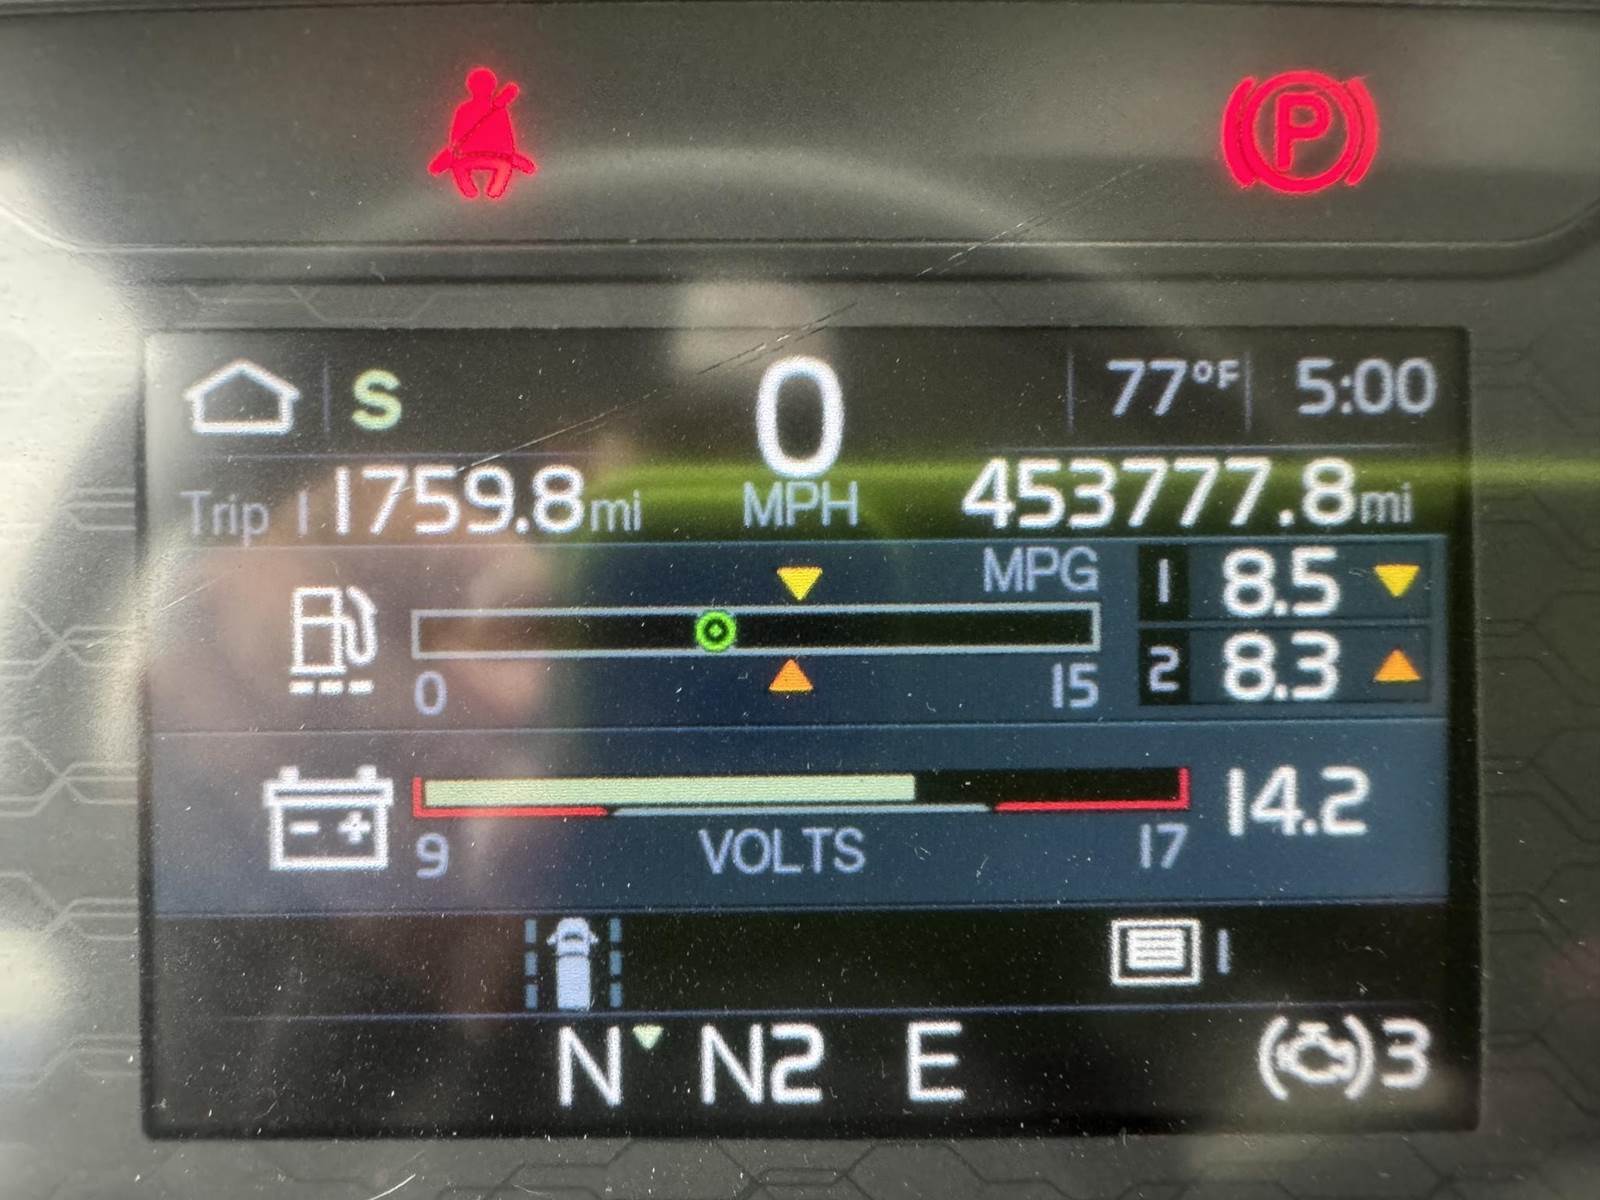 P
S 0 77°F 5:00
Trip 1 1759.8mi MPH 453777.8mi
MPG 1 8.5
0 15 2 8.3
14.2
9 VOLTS 17
1
N N2 E 3